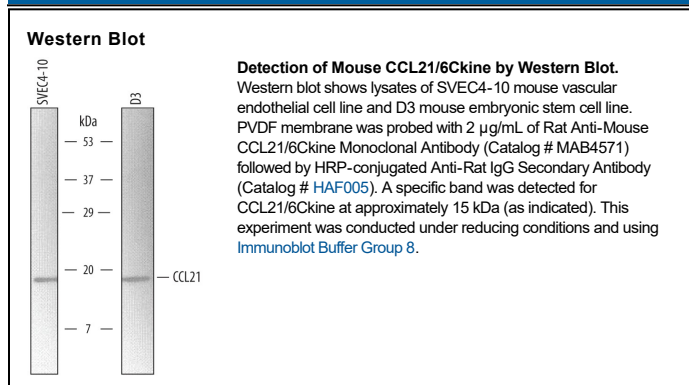 Western Blot
SVEC4-10
D3
kDa
— 53 —
— 37 —
— 29 —
— 20 —
— CCL21
— 7 —
Detection of Mouse CCL21/6Ckine by Western Blot.
Western blot shows lysates of SVEC4-10 mouse vascular
endothelial cell line and D3 mouse embryonic stem cell line.
PVDF membrane was probed with 2 µg/mL of Rat Anti-Mouse
CCL21/6Ckine Monoclonal Antibody (Catalog # MAB4571)
followed by HRP-conjugated Anti-Rat IgG Secondary Antibody
(Catalog # HAF005). A specific band was detected for
CCL21/6Ckine at approximately 15 kDa (as indicated). This
experiment was conducted under reducing conditions and using
Immunoblot Buffer Group 8.